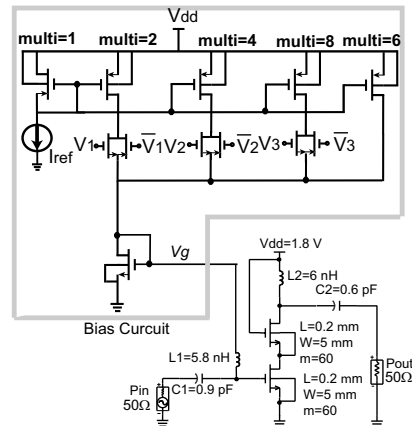 Vdd
multi=1 multi=2 multi=4 multi=8 multi=6
Iref
V1 V̅1 V2 V̅2 V3 V̅3
Vg
Bias Curcuit
Vdd=1.8 V
L2=6 nH
C2=0.6 pF
L=0.2 mm
W=5 mm
m=60
L1=5.8 nH
L=0.2 mm
W=5 mm
m=60
Pout
50Ω
Pin
50Ω
C1=0.9 pF